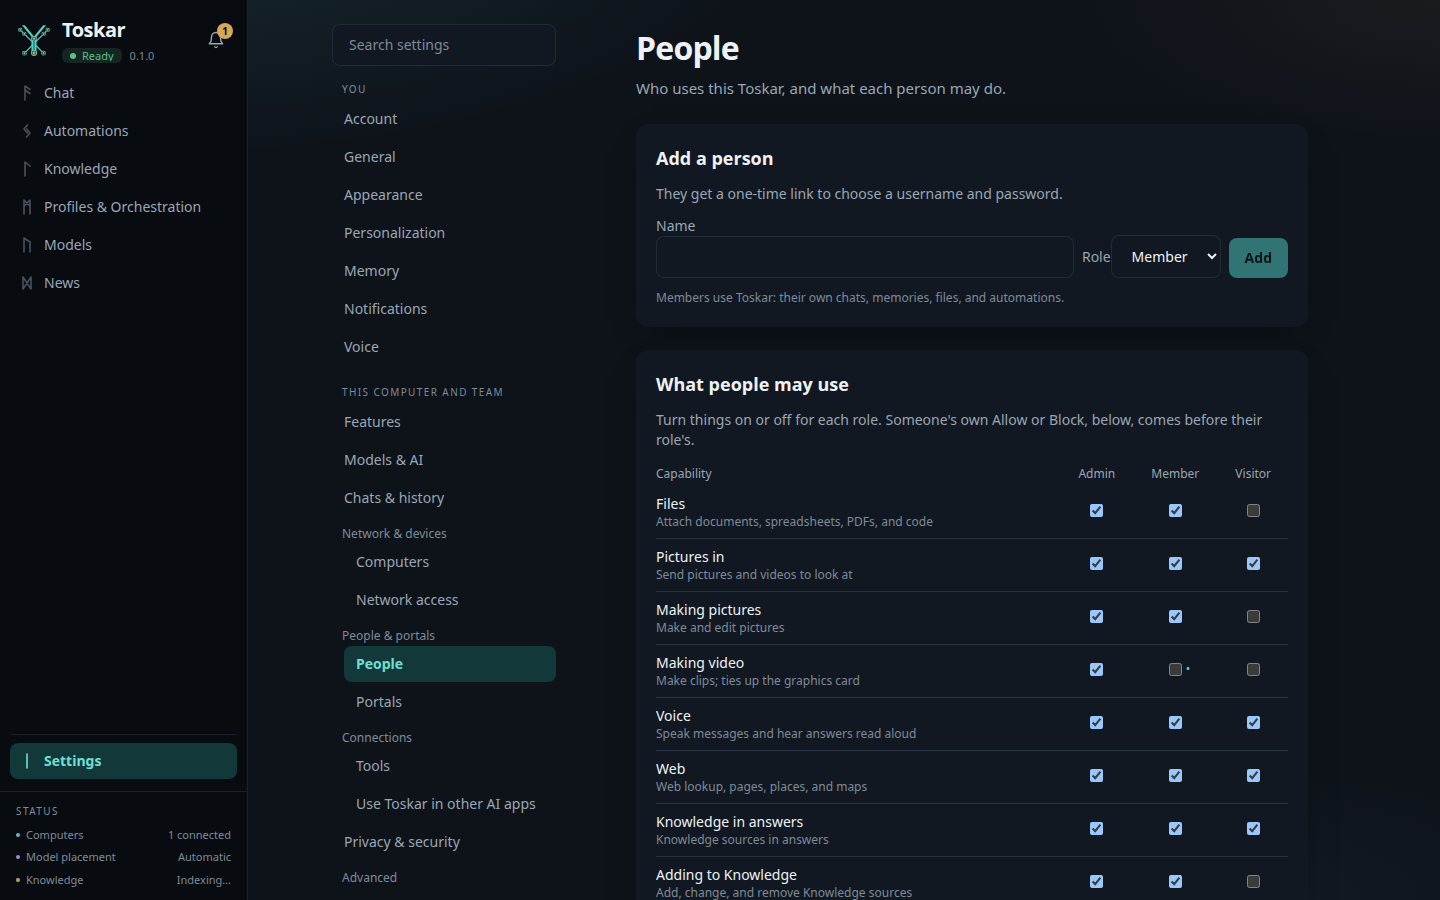 Toskar
Ready 0.1.0
1
Chat
Automations
Knowledge
Profiles & Orchestration
Models
News
Settings
STATUS
Computers 1 connected
Model placement Automatic
Knowledge Indexing...
Search settings
YOU
Account
General
Appearance
Personalization
Memory
Notifications
Voice
THIS COMPUTER AND TEAM
Features
Models & AI
Chats & history
Network & devices
Computers
Network access
People & portals
People
Portals
Connections
Tools
Use Toskar in other AI apps
Privacy & security
Advanced
People
Who uses this Toskar, and what each person may do.
Add a person
They get a one-time link to choose a username and password.
Name
Role Member Add
Members use Toskar: their own chats, memories, files, and automations.
What people may use
Turn things on or off for each role. Someone's own Allow or Block, below, comes before their
role's.
Capability Admin Member Visitor
Files
Attach documents, spreadsheets, PDFs, and code
Pictures in
Send pictures and videos to look at
Making pictures
Make and edit pictures
Making video
Make clips; ties up the graphics card
Voice
Speak messages and hear answers read aloud
Web
Web lookup, pages, places, and maps
Knowledge in answers
Knowledge sources in answers
Adding to Knowledge
Add, change, and remove Knowledge sources